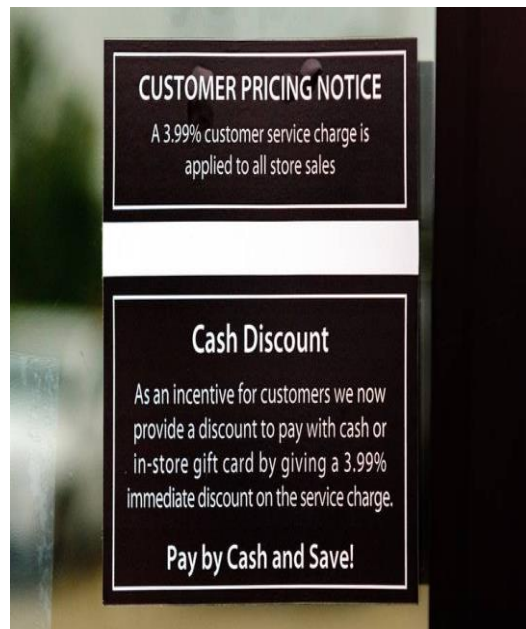 CUSTOMER PRICING NOTICE
A 3.99% customer service charge is
applied to all store sales
Cash Discount
As an incentive for customers we now
provide a discount to pay with cash or
in-store gift card by giving a 3.99%
immediate discount on the service charge.
Pay by Cash and Save!